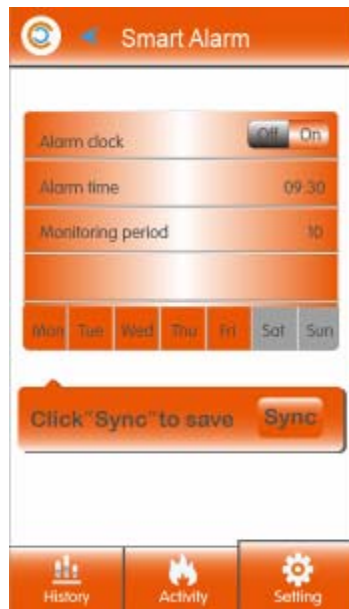 Smart Alarm
Alarm clock Off On
Alarm time 09:30
Monitoring period 10
Mon Tue Wed Thu Fri Sat Sun
Click"Sync"to save Sync
History Activity Setting